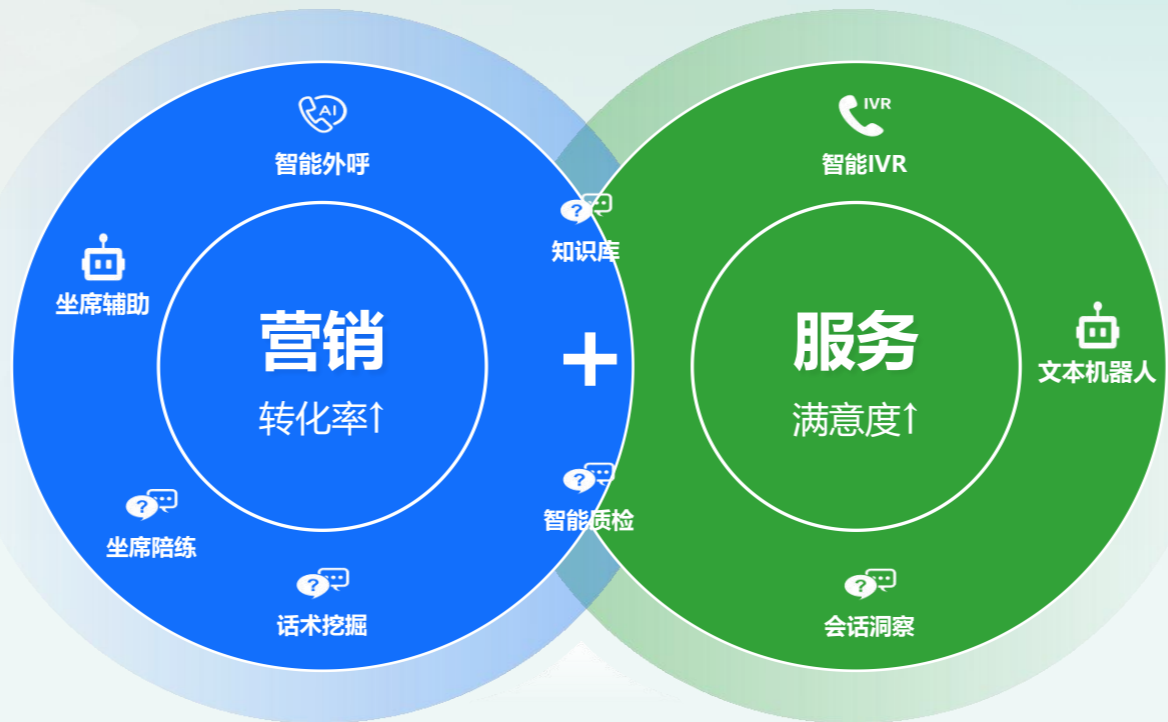 AI
智能外呼
IVR
智能IVR
?
知识库
坐席辅助
营销
转化率↑
+
服务
满意度↑
文本机器人
?
坐席陪练
?
智能质检
?
话术挖掘
?
会话洞察